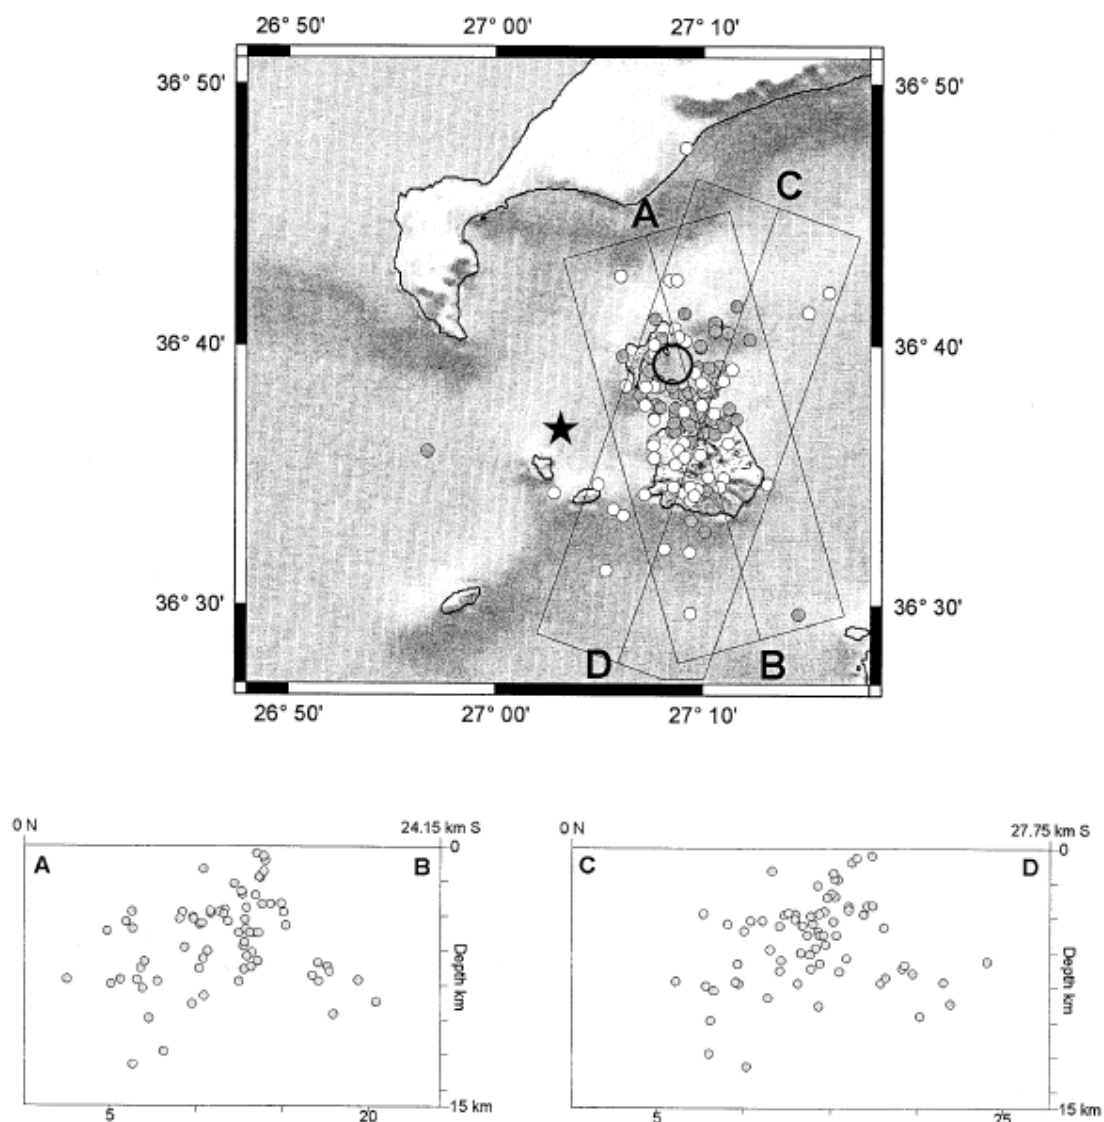 26° 50' 27° 00' 27° 10'
36° 50' 36° 50'
C
A
36° 40' 36° 40'
36° 30' 36° 30'
D B
26° 50' 27° 00' 27° 10'
0 N 24.15 km S
0
A B
Depth km
15 km
5 20
0 N 27.75 km S
0
C D
Depth km
15 km
5 25